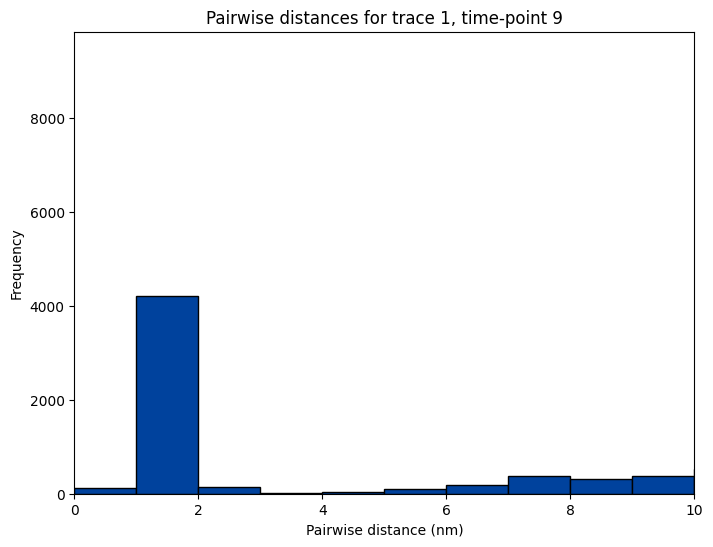 Pairwise distances for trace 1, time-point 9
Frequency
8000
6000
4000
2000
0
0 2 4 6 8 10
Pairwise distance (nm)